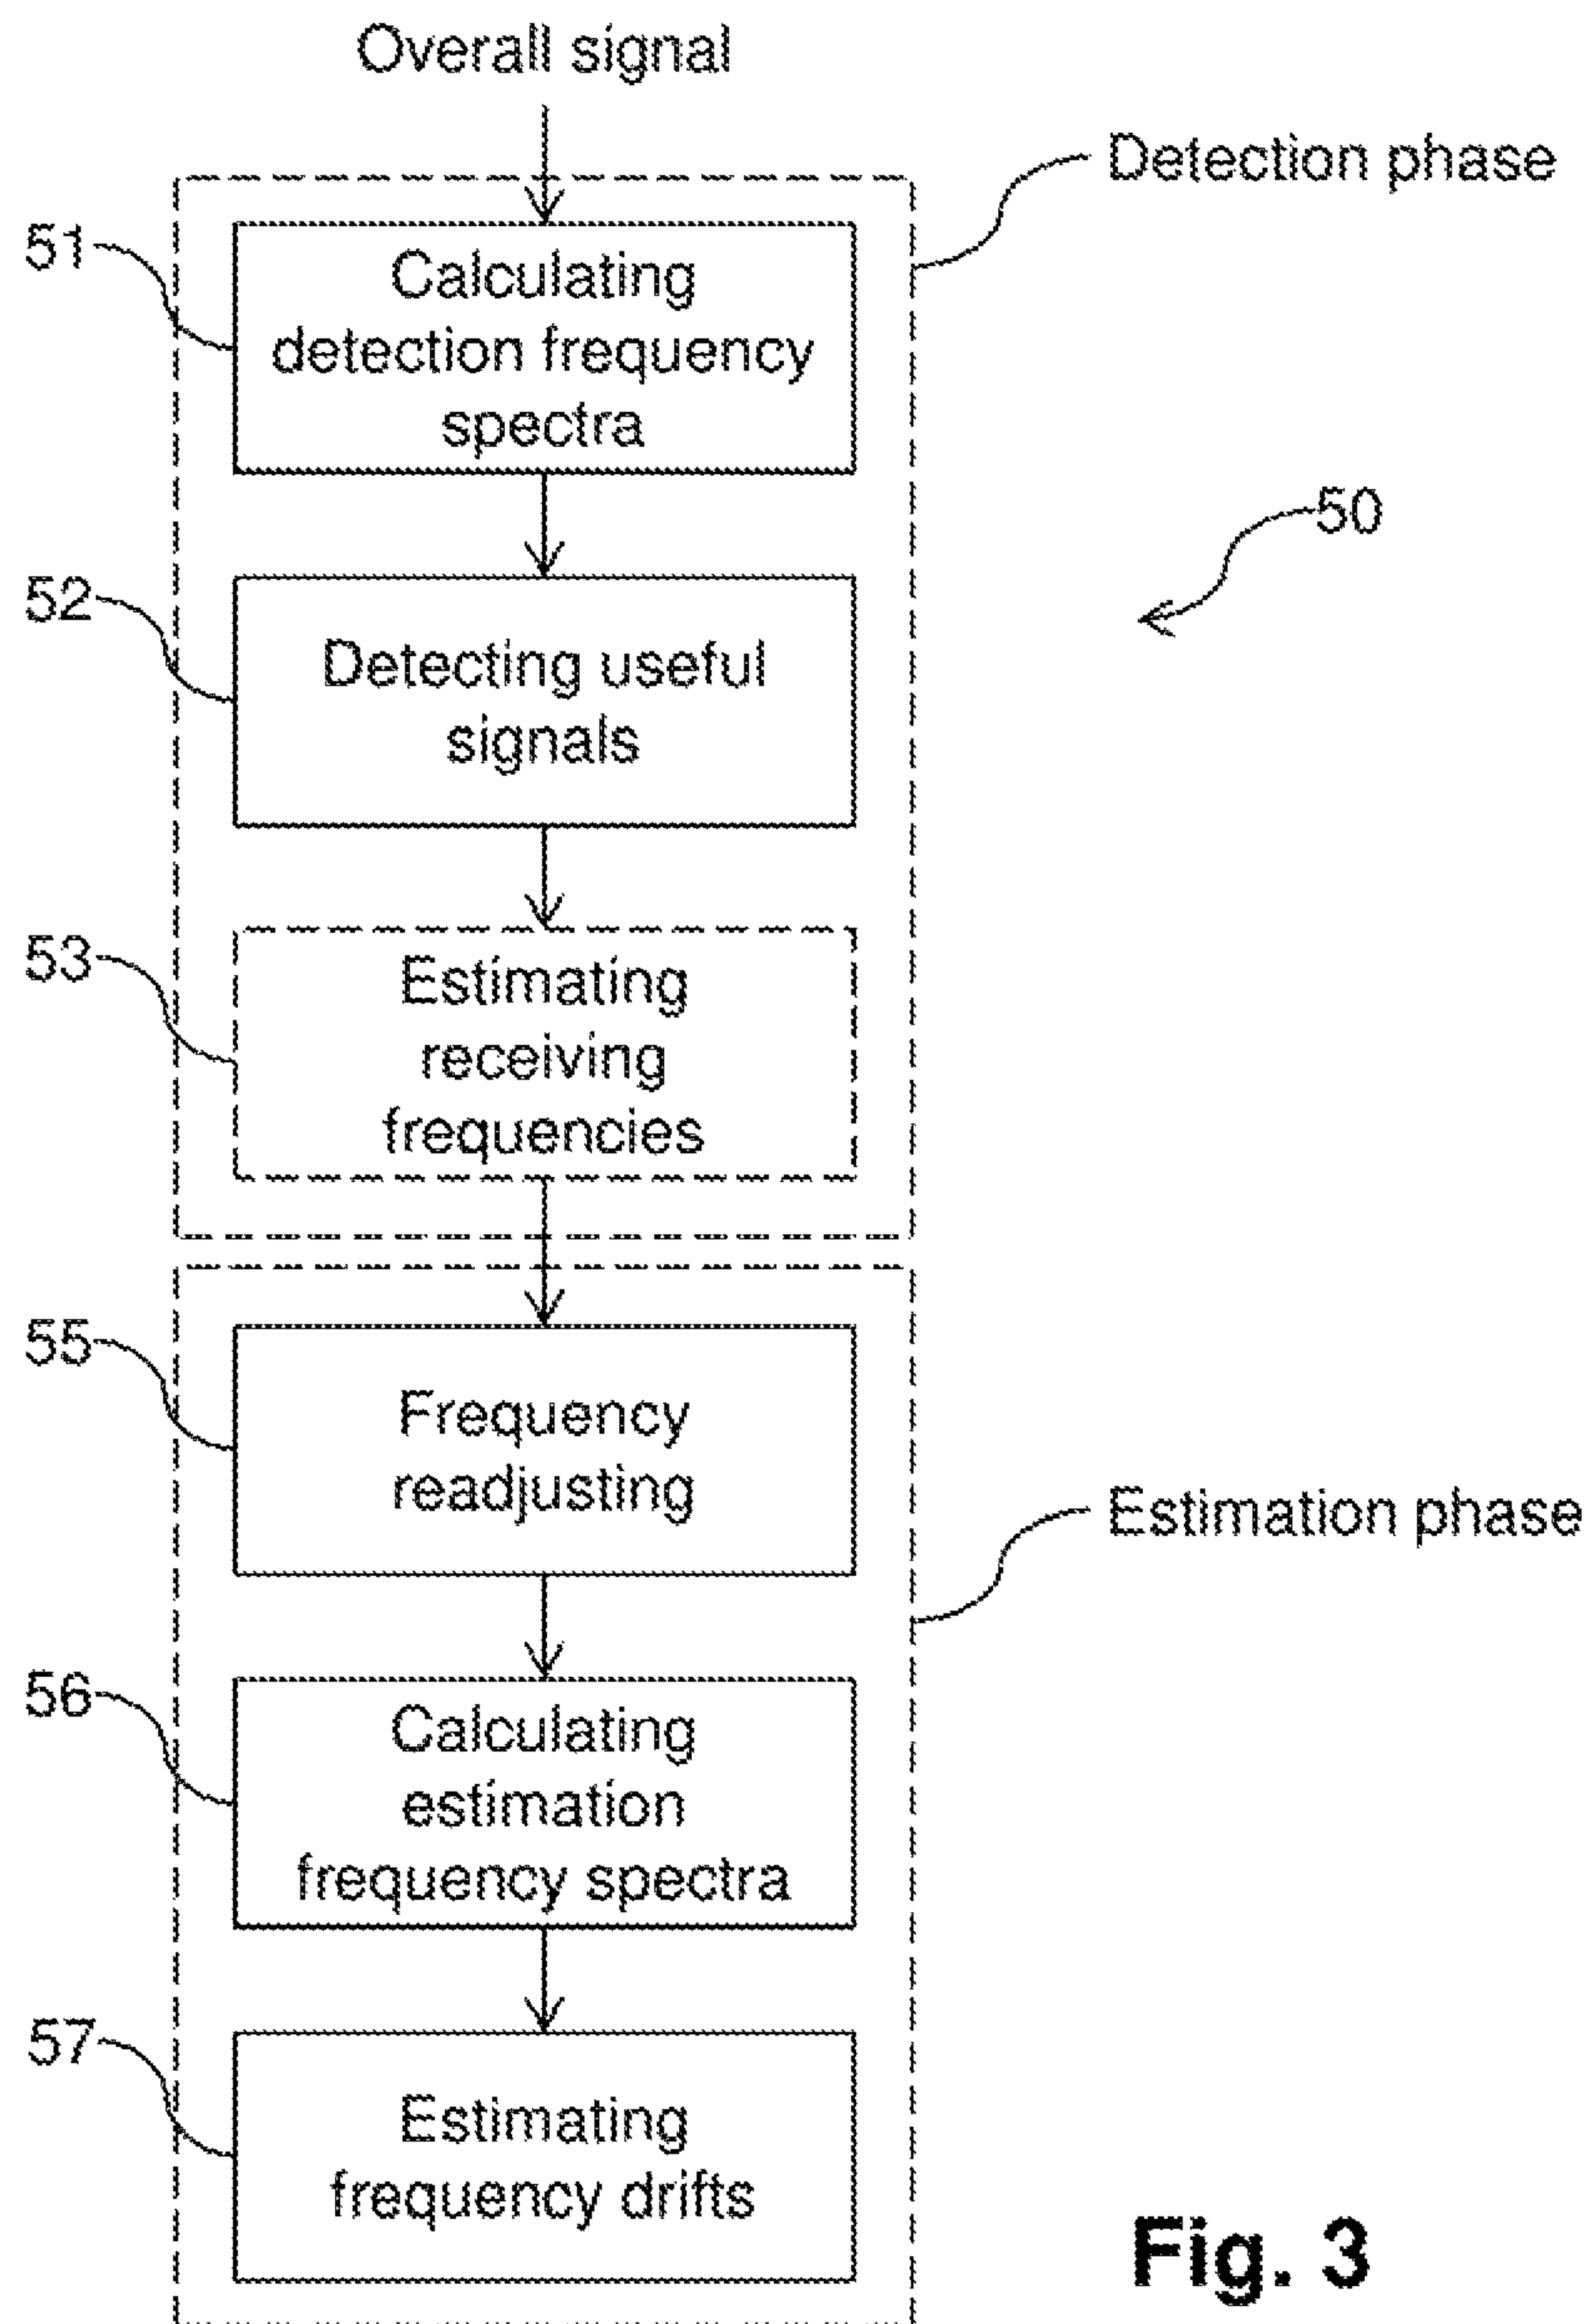 Overall signal
Detection phase
51
Calculating
detection frequency
spectra
50
52
Detecting useful
signals
53
Estimating
receiving
frequencies
55
Frequency
readjusting
Estimation phase
56
Calculating
estimation
frequency spectra
57
Estimating
frequency drifts
Fig. 3